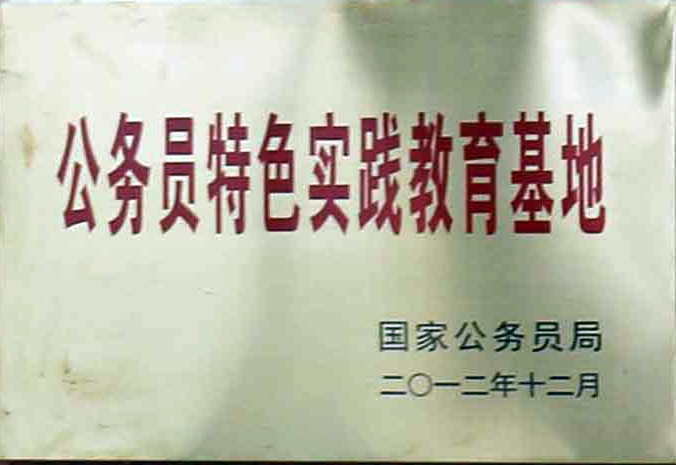 公务员特色实践教育基地
国家公务员局
二〇一二年十二月